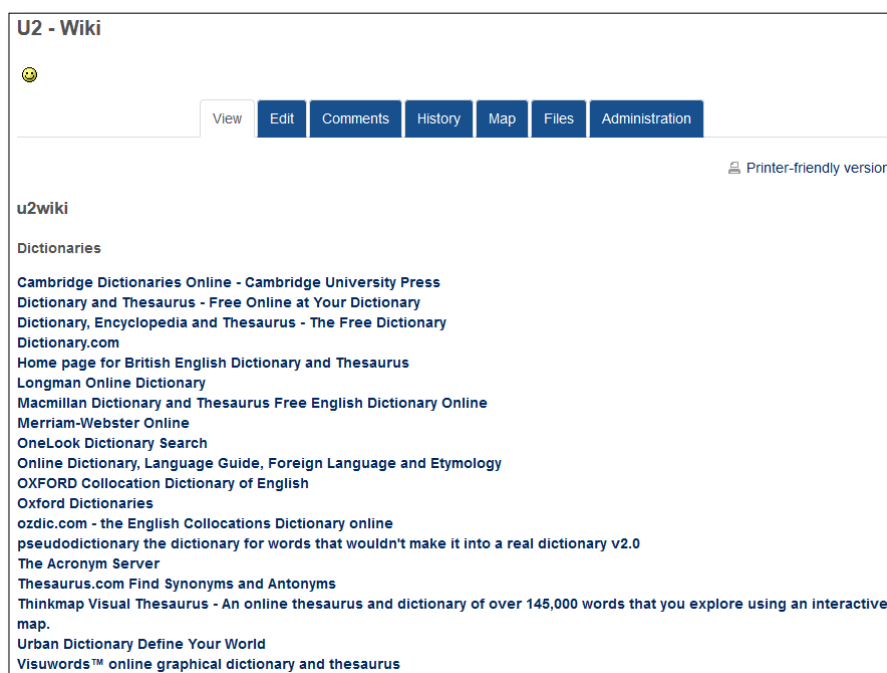 U2 - Wiki
View Edit Comments History Map Files Administration
Printer-friendly version
u2wiki
Dictionaries
Cambridge Dictionaries Online - Cambridge University Press
Dictionary and Thesaurus - Free Online at Your Dictionary
Dictionary, Encyclopedia and Thesaurus - The Free Dictionary
Dictionary.com
Home page for British English Dictionary and Thesaurus
Longman Online Dictionary
Macmillan Dictionary and Thesaurus Free English Dictionary Online
Merriam-Webster Online
OneLook Dictionary Search
Online Dictionary, Language Guide, Foreign Language and Etymology
OXFORD Collocation Dictionary of English
Oxford Dictionaries
ozdic.com - the English Collocations Dictionary online
pseudodictionary the dictionary for words that wouldn't make it into a real dictionary v2.0
The Acronym Server
Thesaurus.com Find Synonyms and Antonyms
Thinkmap Visual Thesaurus - An online thesaurus and dictionary of over 145,000 words that you explore using an interactive
map.
Urban Dictionary Define Your World
Visuwords™ online graphical dictionary and thesaurus